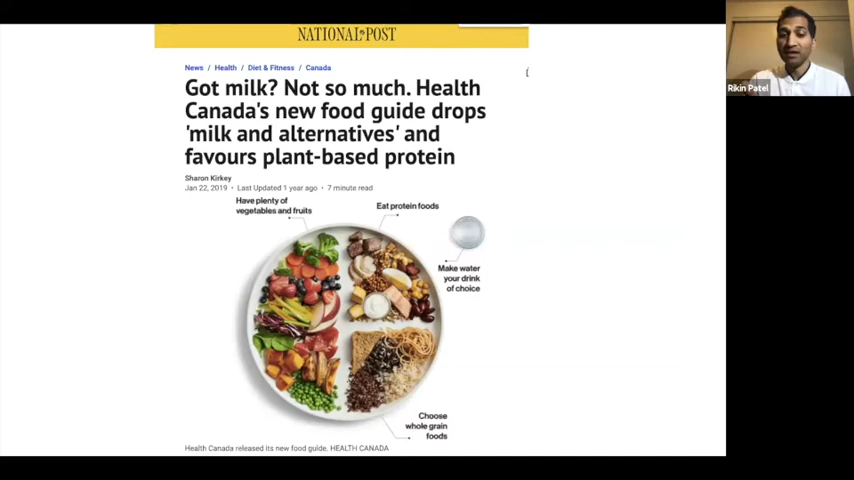 NATIONAL POST
News / Health / Diet & Fitness / Canada
Got milk? Not so much. Health
Canada's new food guide drops
'milk and alternatives' and
favours plant-based protein
Sharon Kirkey
Jan 22, 2019 • Last Updated 1 year ago • 7 minute read
Have plenty of
vegetables and fruits
Eat protein foods
Make water
your drink
of choice
Choose
whole grain
foods
Health Canada released its new food guide. HEALTH CANADA
Rikin Patel